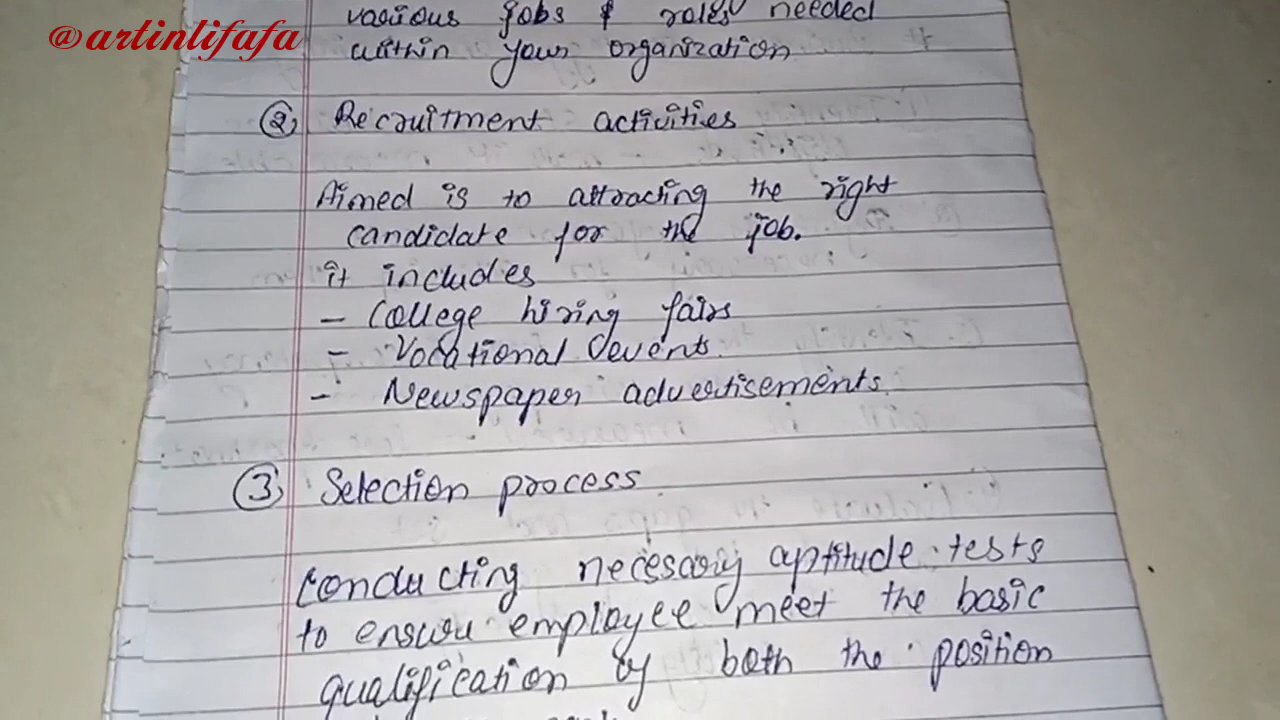 various jobs & roles needed
@artinlifafa
within your organization
② Recruitment activities
Aimed is to attracting the right
candidate for the job.
it includes
- College hiring fairs
- Vocational events
- Newspaper advertisements.
③ Selection process
conducting necessary aptitude tests
to ensure employee meet the basic
qualification of both the position